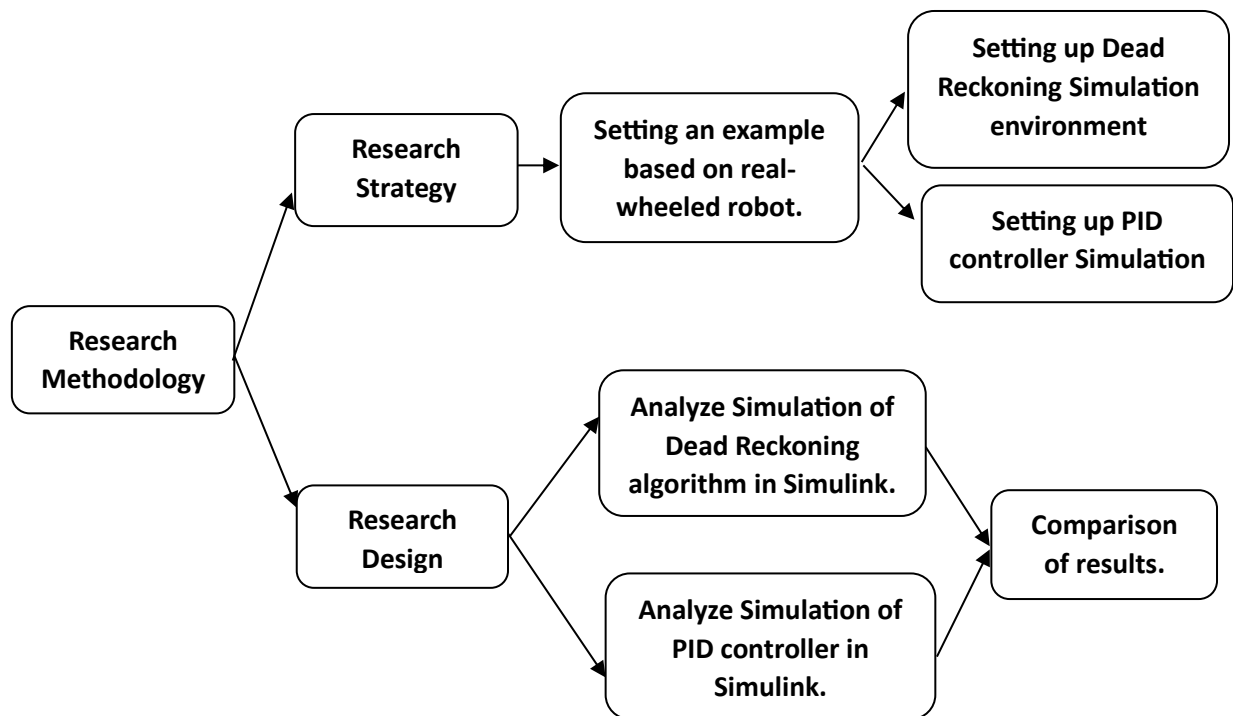 Research
Methodology
Research
Strategy
Setting an example
based on real-
wheeled robot.
Setting up Dead
Reckoning Simulation
environment
Setting up PID
controller Simulation
Research
Design
Analyze Simulation of
Dead Reckoning
algorithm in Simulink.
Analyze Simulation of
PID controller in
Simulink.
Comparison
of results.